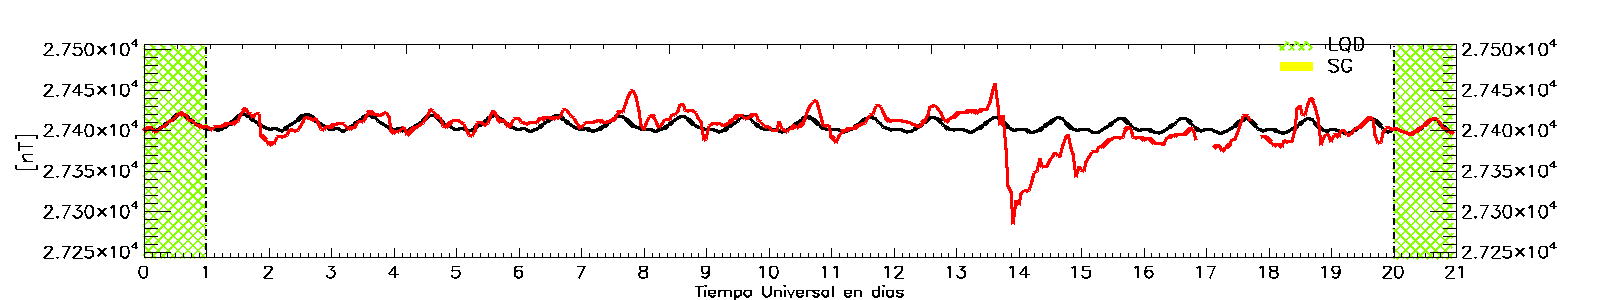 LQD
SG
2.750×10⁴ 2.750×10⁴
2.745×10⁴ 2.745×10⁴
2.740×10⁴ 2.740×10⁴
2.735×10⁴ 2.735×10⁴
2.730×10⁴ 2.730×10⁴
2.725×10⁴ 2.725×10⁴
[nT]
0 1 2 3 4 5 6 7 8 9 10 11 12 13 14 15 16 17 18 19 20 21
Tiempo Universal en dias